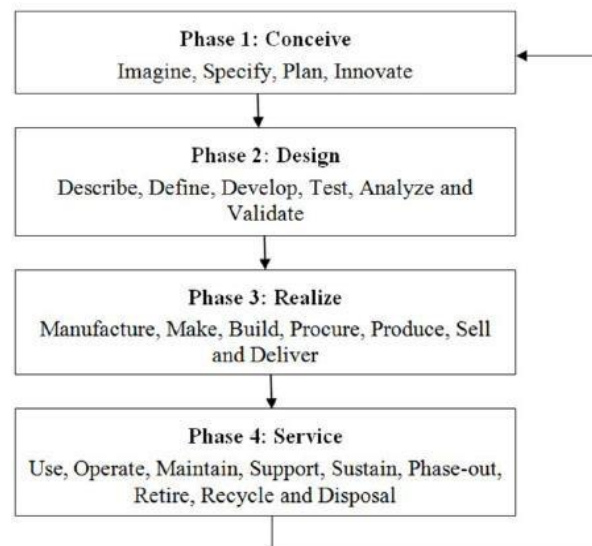 Phase 1: Conceive
Imagine, Specify, Plan, Innovate
Phase 2: Design
Describe, Define, Develop, Test, Analyze and
Validate
Phase 3: Realize
Manufacture, Make, Build, Procure, Produce, Sell
and Deliver
Phase 4: Service
Use, Operate, Maintain, Support, Sustain, Phase-out,
Retire, Recycle and Disposal